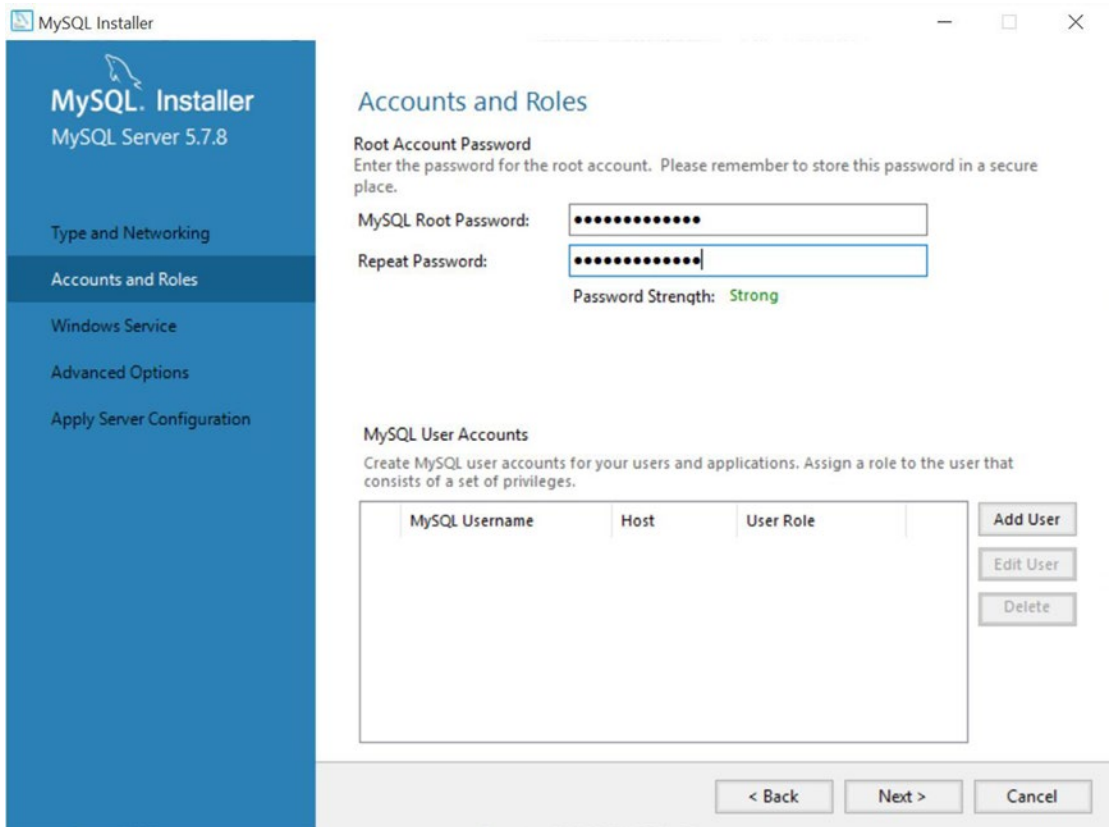 MySQL Installer
MySQL. Installer
MySQL Server 5.7.8
Type and Networking
Accounts and Roles
Windows Service
Advanced Options
Apply Server Configuration
Accounts and Roles
Root Account Password
Enter the password for the root account. Please remember to store this password in a secure
place.
MySQL Root Password: •••••••••••••
Repeat Password: •••••••••••••
Password Strength: Strong
MySQL User Accounts
Create MySQL user accounts for your users and applications. Assign a role to the user that
consists of a set of privileges.
MySQL Username Host User Role
Add User
Edit User
Delete
< Back Next > Cancel